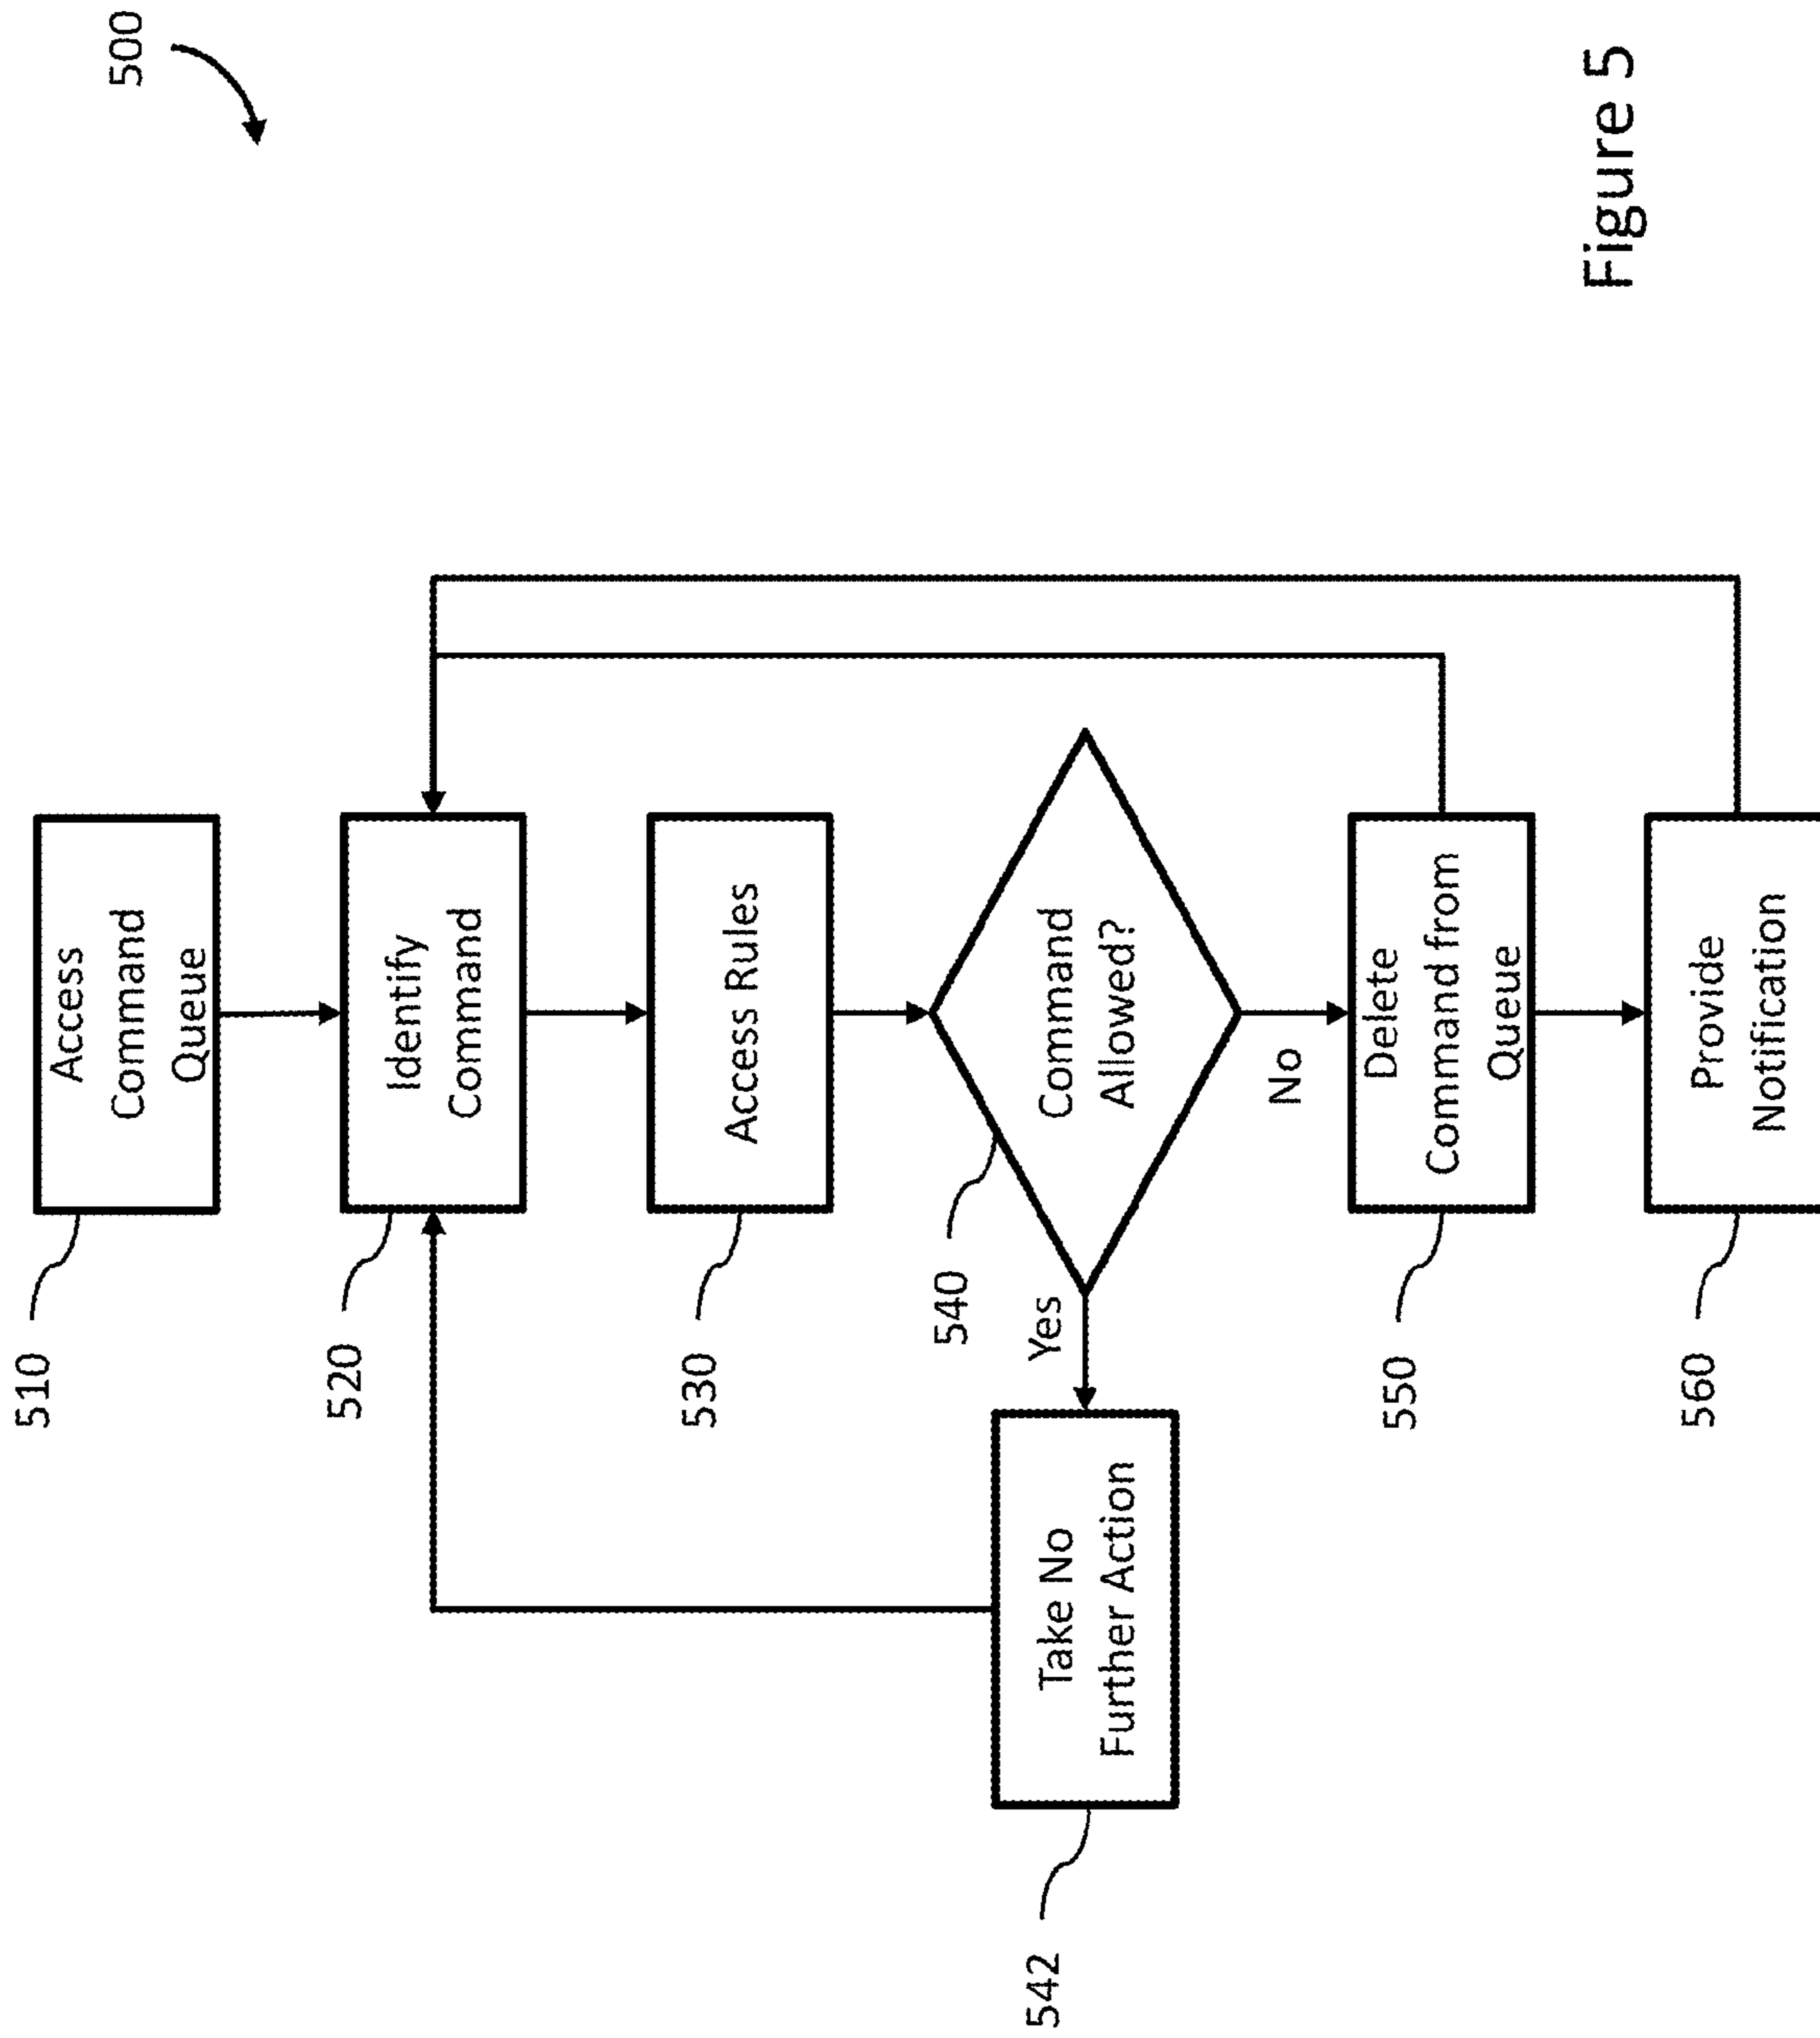 500
510
Access
Command
Queue
520
Identify
Command
530
Access Rules
540
Command
Allowed?
Yes
No
542
Take No
Further Action
550
Delete
Command from
Queue
560
Provide
Notification
Figure 5